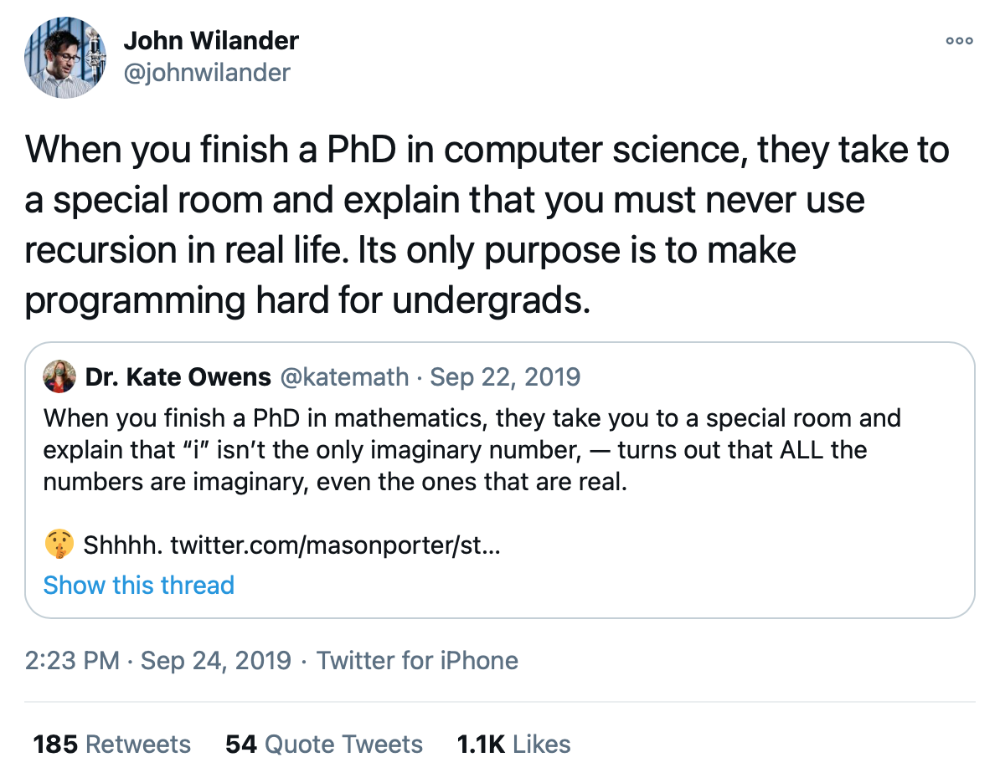 John Wilander
@johnwilander
When you finish a PhD in computer science, they take to
a special room and explain that you must never use
recursion in real life. Its only purpose is to make
programming hard for undergrads.
Dr. Kate Owens @katemath · Sep 22, 2019
When you finish a PhD in mathematics, they take you to a special room and
explain that “i” isn’t the only imaginary number, — turns out that ALL the
numbers are imaginary, even the ones that are real.
🤫 Shhhh. twitter.com/masonporter/st...
Show this thread
2:23 PM · Sep 24, 2019 · Twitter for iPhone
185 Retweets 54 Quote Tweets 1.1K Likes